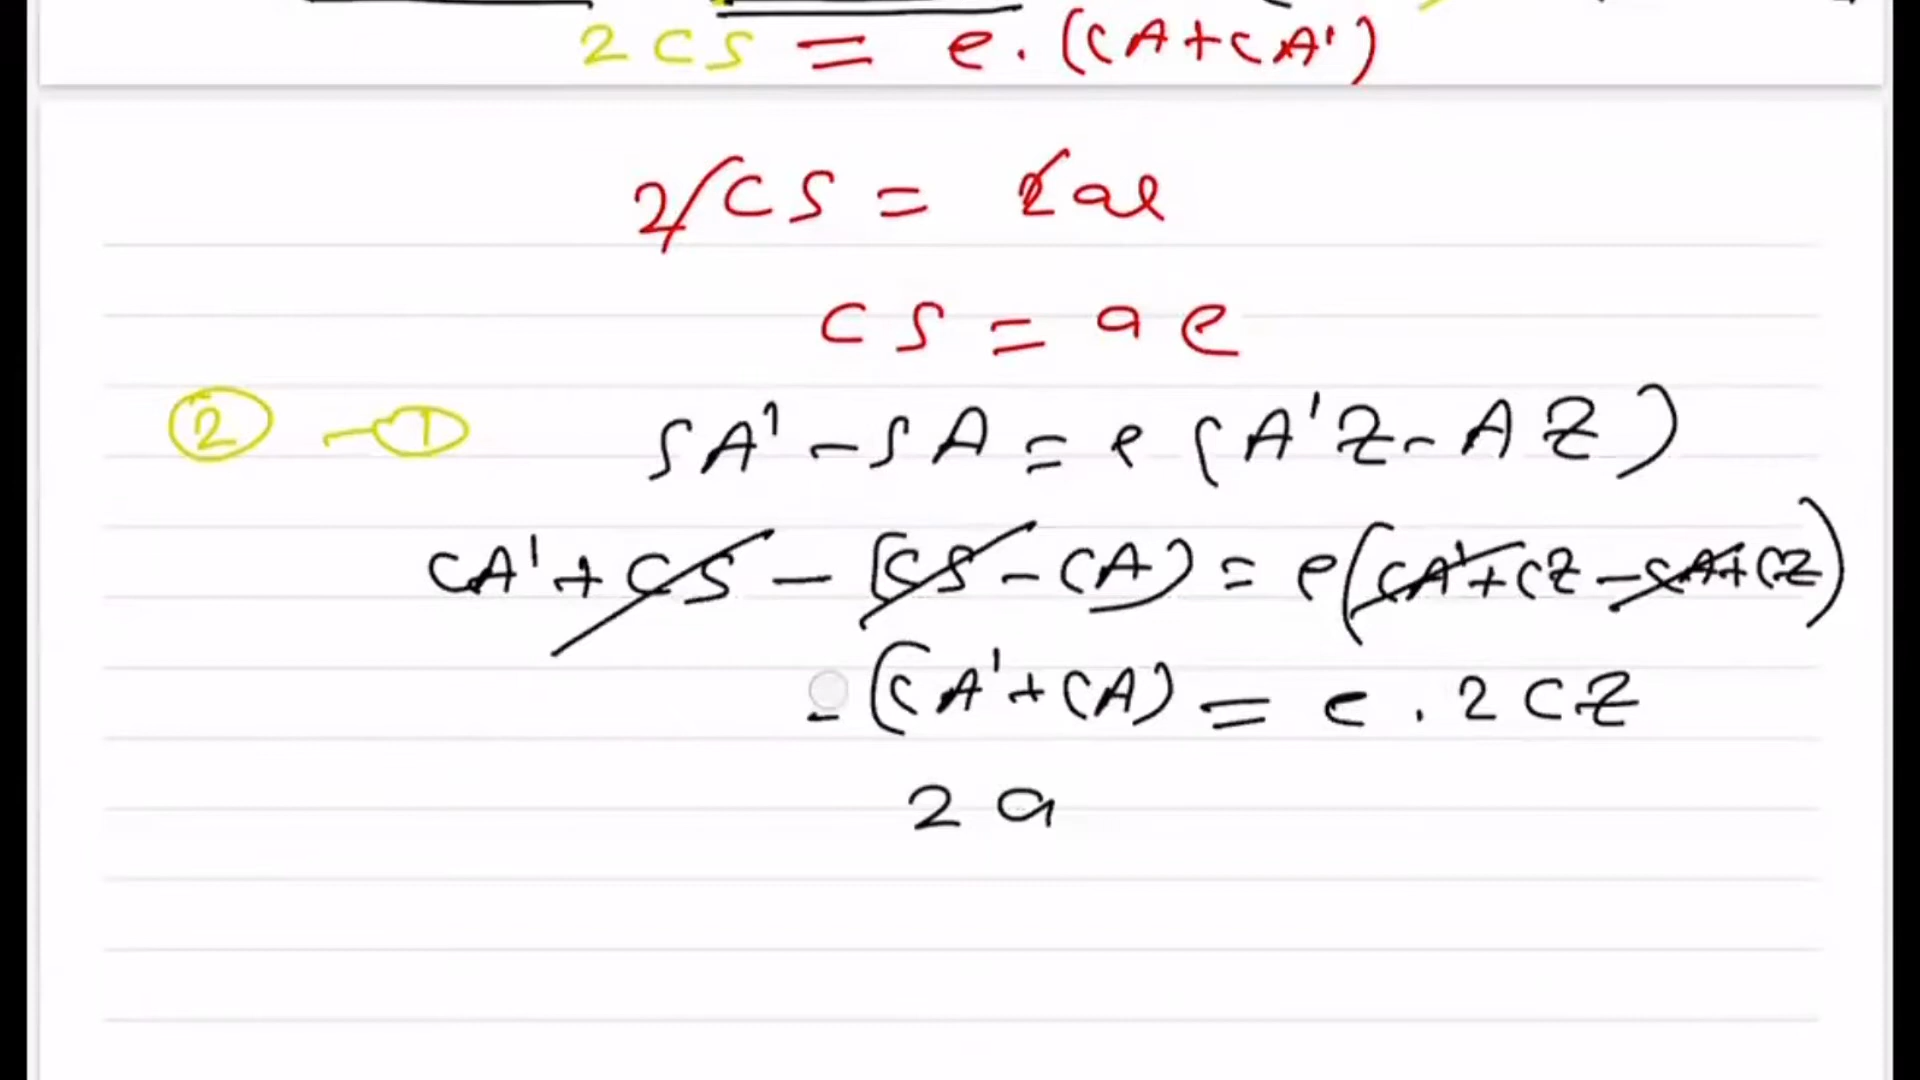 2CS = e.(CA+CA')
2CS = 2ae
CS = ae
② - ① SA' - SA = e(A'Z - AZ)
CA' + CS - (CS - CA) = e(CA' + CZ - CA + CZ)
-(CA' + CA) = e.2CZ
2a